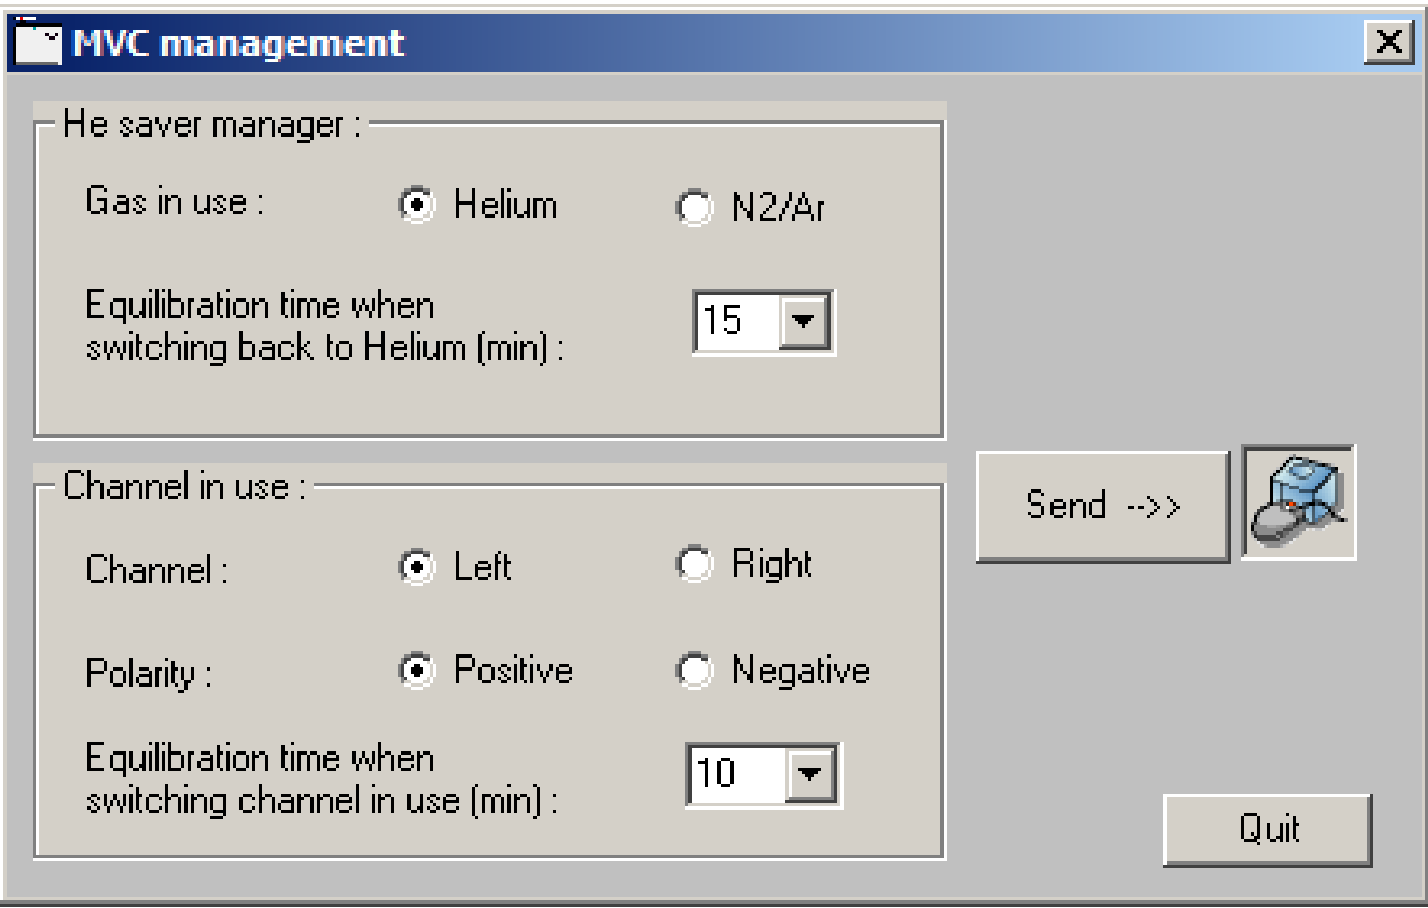 MVC management
He saver manager :
Gas in use :
Helium
N2/Ar
Equilibration time when
switching back to Helium (min) :
15
Channel in use :
Channel :
Left
Right
Polarity :
Positive
Negative
Equilibration time when
switching channel in use (min) :
10
Send -->>
Quit